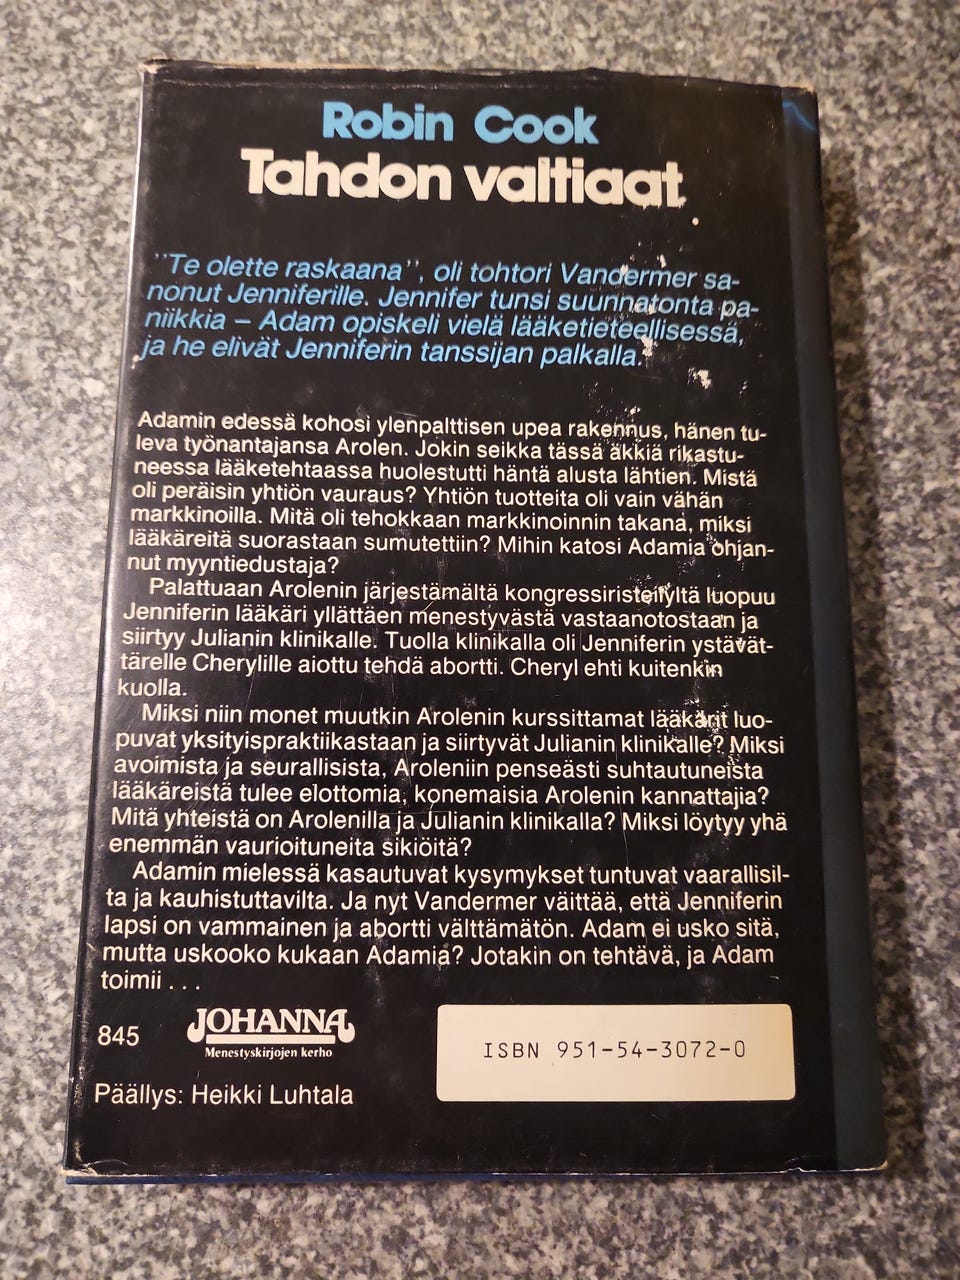 Robin Cook
Tahdon valtiaat
"Te olette raskaana", oli tohtori Vandermer sa-
nonut Jenniferille. Jennifer tunsi suunnatonta pa-
niikkia – Adam opiskeli vielä lääketieteellisessä,
ja he elivät Jenniferin tanssijan palkalla.
Adamin edessä kohosi ylenpalttisen upea rakennus, hänen tu-
leva työnantajansa Arolen. Jokin seikka tässä äkkiä rikastu-
neessa lääketehtaassa huolestutti häntä alusta lähtien. Mistä
oli peräisin yhtiön vauraus? Yhtiön tuotteita oli vain vähän
markkinoilla. Mitä oli tehokkaan markkinoinnin takana, miksi
lääkäreitä suorastaan sumutettiin? Mihin katosi Adamia ohjan-
nut myyntiedustaja?
Palattuaan Arolenin järjestämältä kongressiristeilyltä luopuu
Jenniferin lääkäri yllättäen menestyvästä vastaanotostaan ja
siirtyy Julianin klinikalle. Tuolla klinikalla oli Jenniferin ystävät-
tärelle Cherylille aiottu tehdä abortti. Cheryl ehti kuitenkin
kuolla.
Miksi niin monet muutkin Arolenin kurssittamat lääkärit luo-
puvat yksityispraktiikastaan ja siirtyvät Julianin klinikalle? Miksi
avoimista ja seurallisista, Aroleniin penseästi suhtautuneista
lääkäreistä tulee elottomia, konemaisia Arolenin kannattajia?
Mitä yhteistä on Arolenilla ja Julianin klinikalla? Miksi löytyy yhä
enemmän vaurioituneita sikiöitä?
Adamin mielessä kasautuvat kysymykset tuntuvat vaarallisil-
ta ja kauhistuttavilta. Ja nyt Vandermer väittää, että Jenniferin
lapsi on vammainen ja abortti välttämätön. Adam ei usko sitä,
mutta uskooko kukaan Adamia? Jotakin on tehtävä, ja Adam
toimii . . .
845
JOHANNA
Menestyskirjojen kerho
ISBN 951-54-3072-0
Päällys: Heikki Luhtala